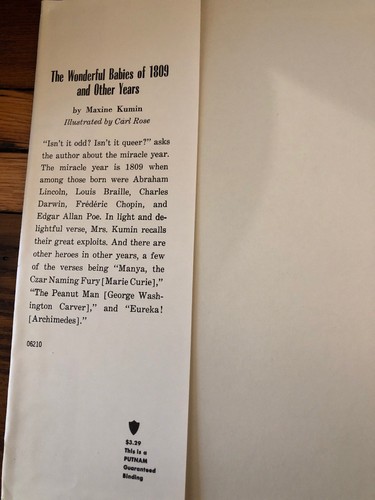 The Wonderful Babies of 1809
and Other Years
by Maxine Kumin
Illustrated by Carl Rose
"Isn't it odd? Isn't it queer?" asks
the author about the miracle year.
The miracle year is 1809 when
among those born were Abraham
Lincoln, Louis Braille, Charles
Darwin, Frédéric Chopin, and
Edgar Allan Poe. In light and de-
lightful verse, Mrs. Kumin recalls
their great exploits. And there are
other heroes in other years, a few
of the verses being "Manya, the
Czar Naming Fury [Marie Curie],"
"The Peanut Man [George Wash-
ington Carver]," and "Eureka!
[Archimedes]."
06210
$3.29
This is a
PUTNAM
Guaranteed
Binding